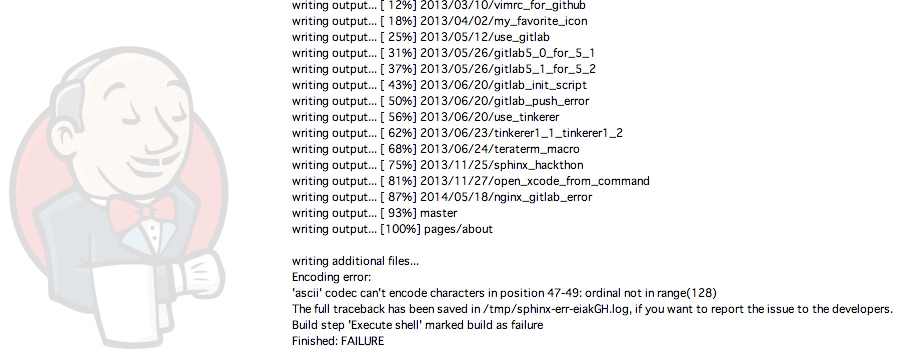 writing output... [ 12%] 2013/03/10/vimrc_for_github
writing output... [ 18%] 2013/04/02/my_favorite_icon
writing output... [ 25%] 2013/05/12/use_gitlab
writing output... [ 31%] 2013/05/26/gitlab5_0_for_5_1
writing output... [ 37%] 2013/05/26/gitlab5_1_for_5_2
writing output... [ 43%] 2013/06/20/gitlab_init_script
writing output... [ 50%] 2013/06/20/gitlab_push_error
writing output... [ 56%] 2013/06/20/use_tinkerer
writing output... [ 62%] 2013/06/23/tinkerer1_1_tinkerer1_2
writing output... [ 68%] 2013/06/24/teraterm_macro
writing output... [ 75%] 2013/11/25/sphinx_hackthon
writing output... [ 81%] 2013/11/27/open_xcode_from_command
writing output... [ 87%] 2014/05/18/nginx_gitlab_error
writing output... [ 93%] master
writing output... [100%] pages/about
writing additional files...
Encoding error:
'ascii' codec can't encode characters in position 47-49: ordinal not in range(128)
The full traceback has been saved in /tmp/sphinx-err-eiakGH.log, if you want to report the issue to the developers.
Build step 'Execute shell' marked build as failure
Finished: FAILURE